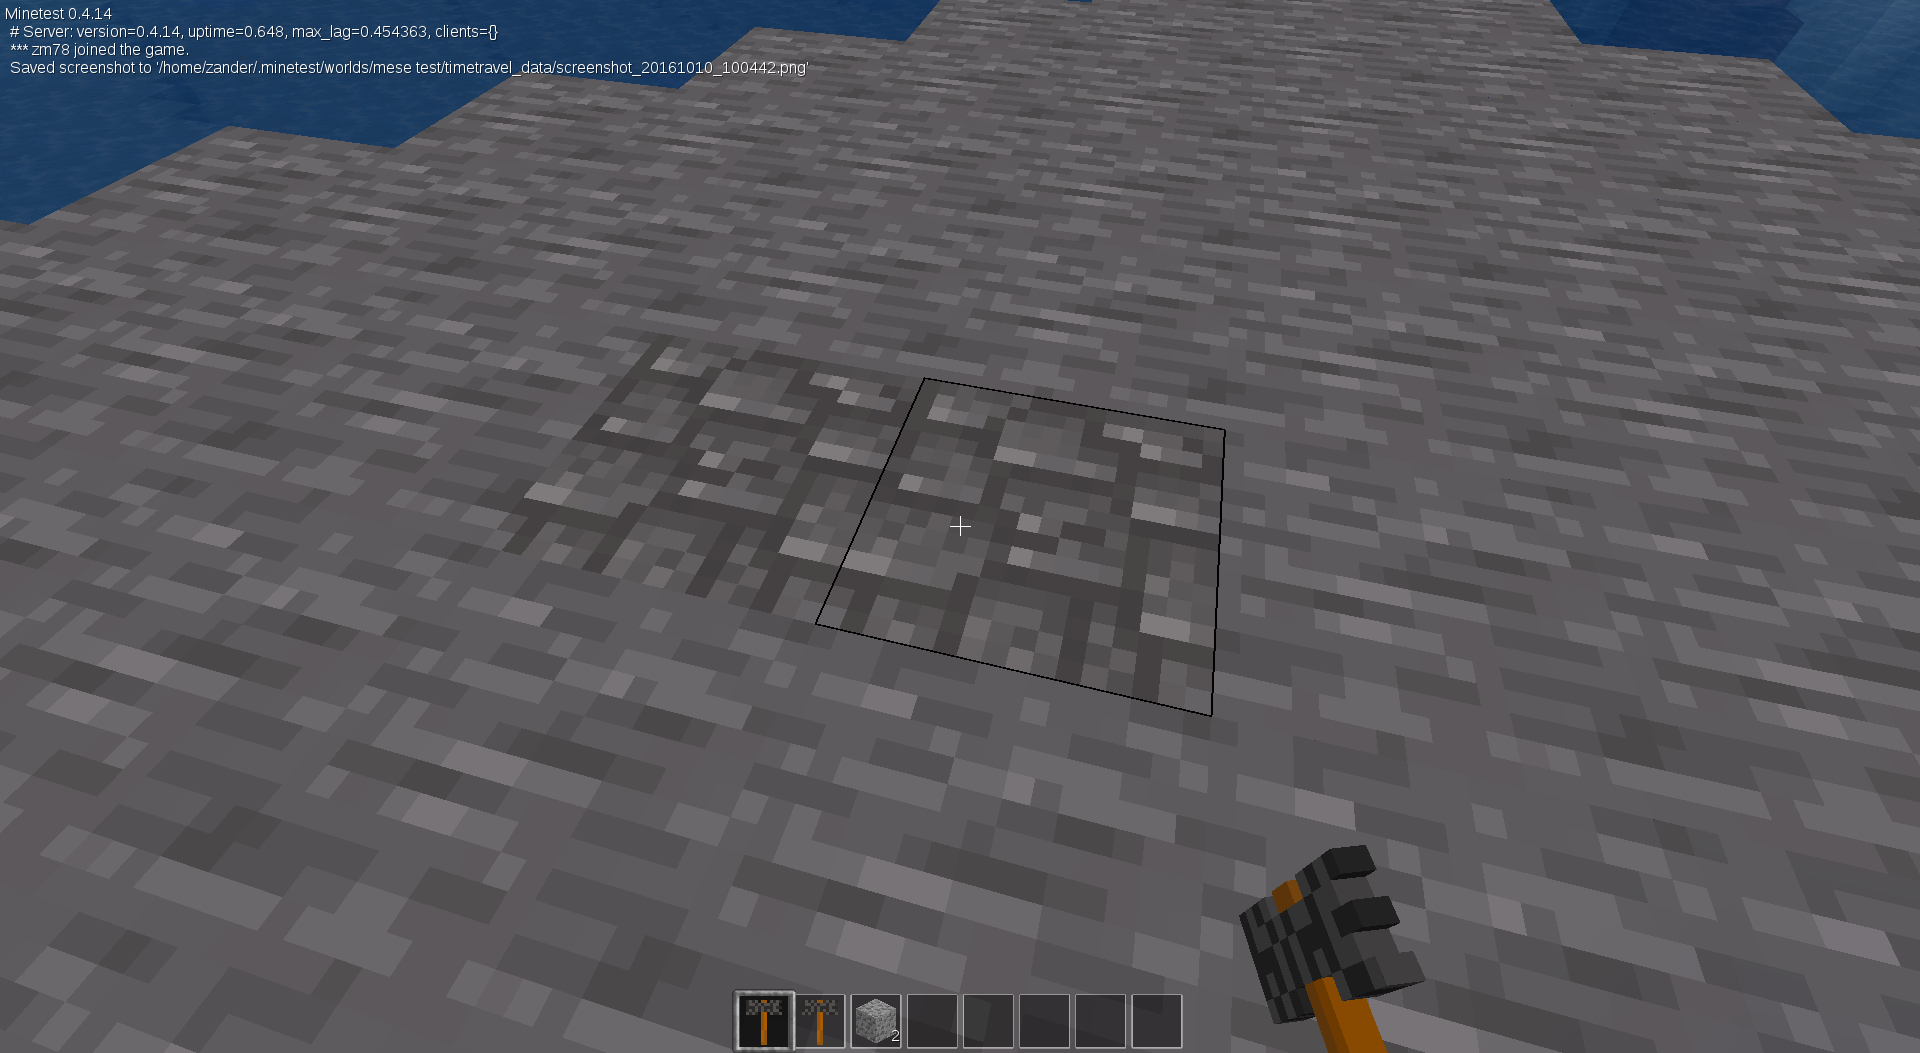 Minetest 0.4.14
# Server: version=0.4.14, uptime=0.648, max_lag=0.454363, clients={}
*** zm78 joined the game.
Saved screenshot to '/home/zander/.minetest/worlds/mese test/timetravel_data/screenshot_20161010_100442.png'
2